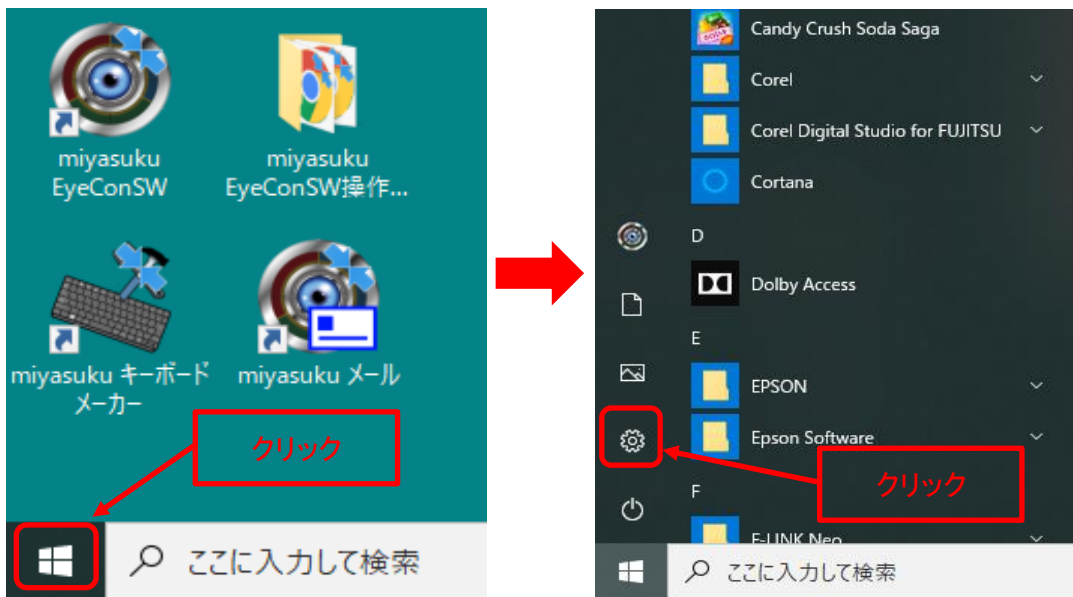 miyasuku
EyeConSW
miyasuku
EyeConSW操作...
miyasuku キーボード
メーカー
miyasuku メール
クリック
ここに入力して検索
Candy Crush Soda Saga
Corel
Corel Digital Studio for FUJITSU
Cortana
D
Dolby Access
E
EPSON
Epson Software
クリック
F
F-LINK Neo
ここに入力して検索